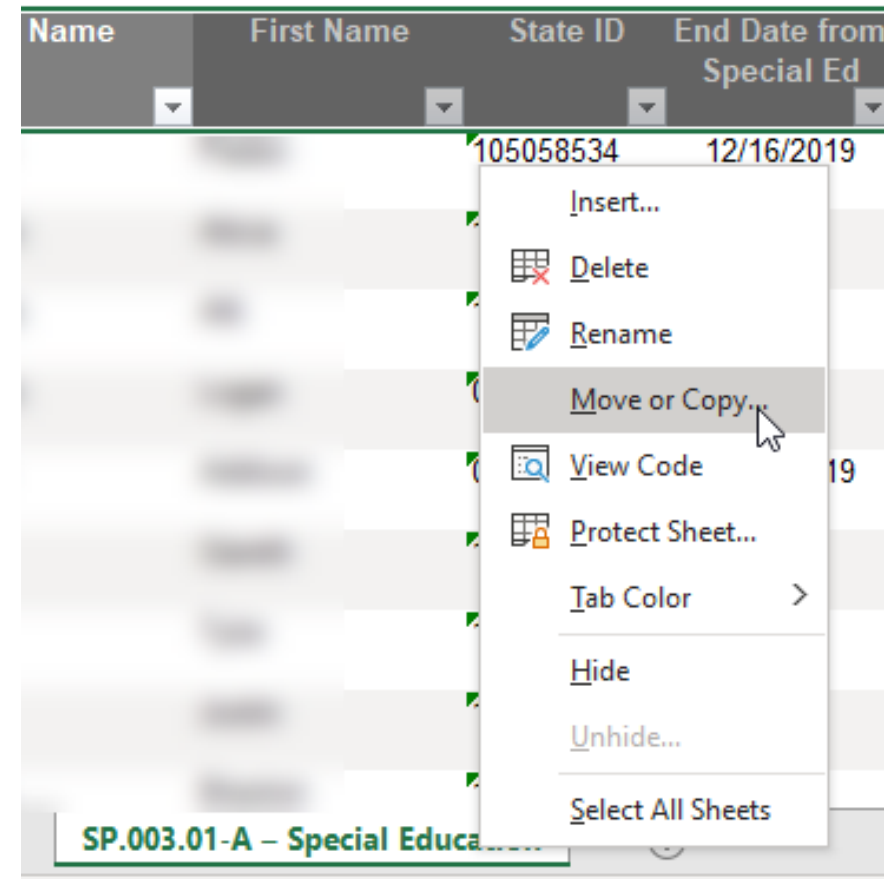 Name First Name State ID End Date from
Special Ed
105058534 12/16/2019
Insert...
Delete
Rename
Move or Copy...
View Code 19
Protect Sheet...
Tab Color
Hide
Unhide...
Select All Sheets
SP.003.01-A – Special Education